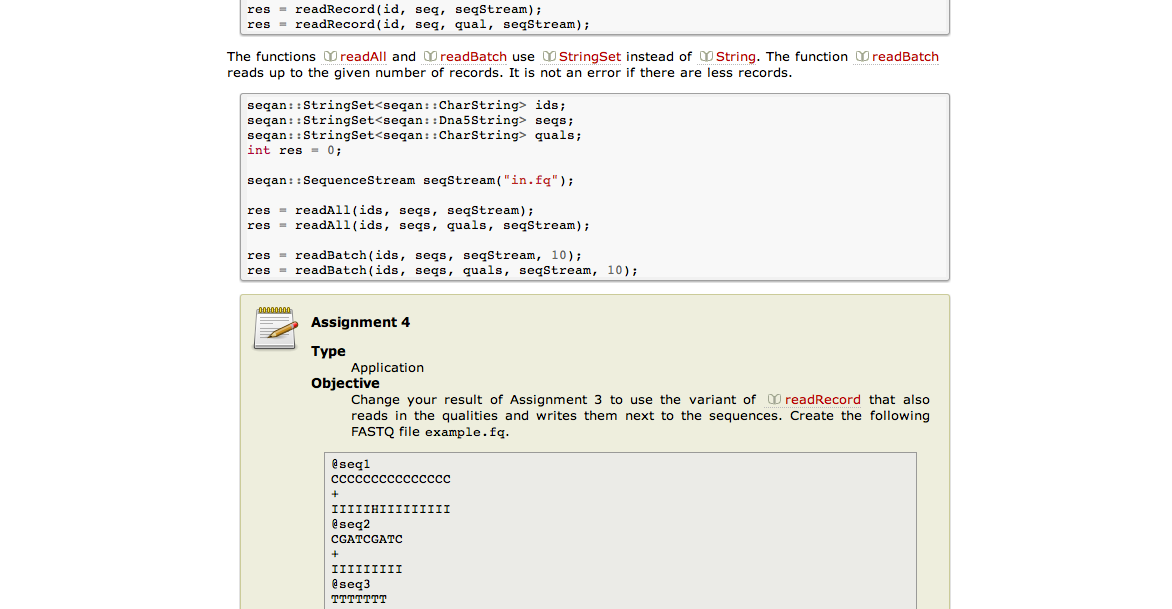 res = readRecord(id, seq, seqStream);
res = readRecord(id, seq, qual, seqStream);
The functions readAll and readBatch use StringSet instead of String. The function readBatch
reads up to the given number of records. It is not an error if there are less records.
seqan::StringSet<seqan::CharString> ids;
seqan::StringSet<seqan::Dna5String> seqs;
seqan::StringSet<seqan::CharString> quals;
int res = 0;
seqan::SequenceStream seqStream("in.fq");
res = readAll(ids, seqs, seqStream);
res = readAll(ids, seqs, quals, seqStream);
res = readBatch(ids, seqs, seqStream, 10);
res = readBatch(ids, seqs, quals, seqStream, 10);
Assignment 4
Type
Application
Objective
Change your result of Assignment 3 to use the variant of readRecord that also
reads in the qualities and writes them next to the sequences. Create the following
FASTQ file example.fq.
@seq1
CCCCCCCCCCCCCCC
+
IIIIIHIIIIIIIII
@seq2
CGATCGATC
+
IIIIIIIII
@seq3
TTTTTTT